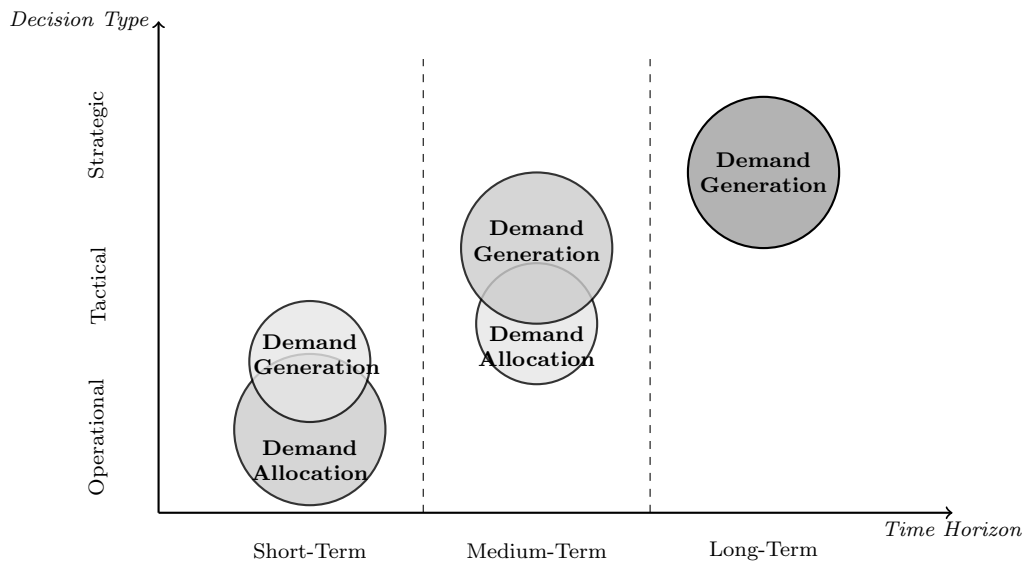 Decision Type
Strategic
Tactical
Operational
Demand
Generation
Demand
Allocation
Demand
Generation
Demand
Allocation
Demand
Generation
Time Horizon
Short-Term
Medium-Term
Long-Term